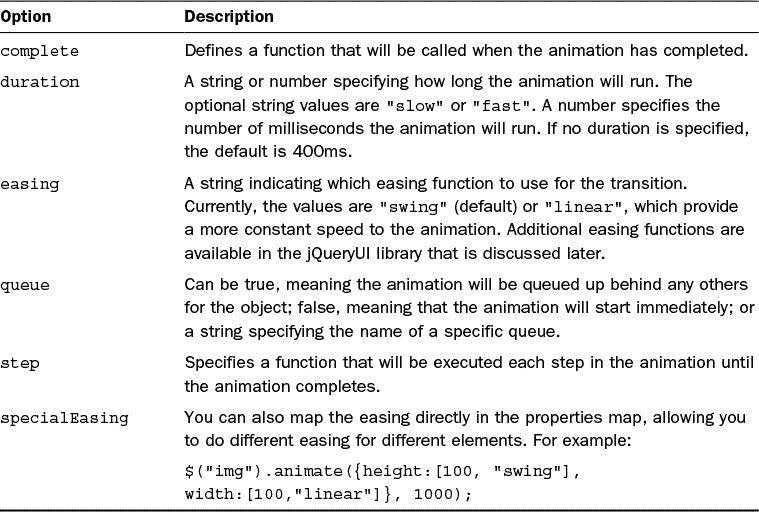 Option Description
complete Defines a function that will be called when the animation has completed.
duration A string or number specifying how long the animation will run. The
optional string values are "slow" or "fast". A number specifies the
number of milliseconds the animation will run. If no duration is specified,
the default is 400ms.
easing A string indicating which easing function to use for the transition.
Currently, the values are "swing" (default) or "linear", which provide
a more constant speed to the animation. Additional easing functions are
available in the jQueryUI library that is discussed later.
queue Can be true, meaning the animation will be queued up behind any others
for the object; false, meaning that the animation will start immediately; or
a string specifying the name of a specific queue.
step Specifies a function that will be executed each step in the animation until
the animation completes.
specialEasing You can also map the easing directly in the properties map, allowing you
to do different easing for different elements. For example:
$("img").animate({height:[100, "swing"],
width:[100,"linear"]}, 1000);